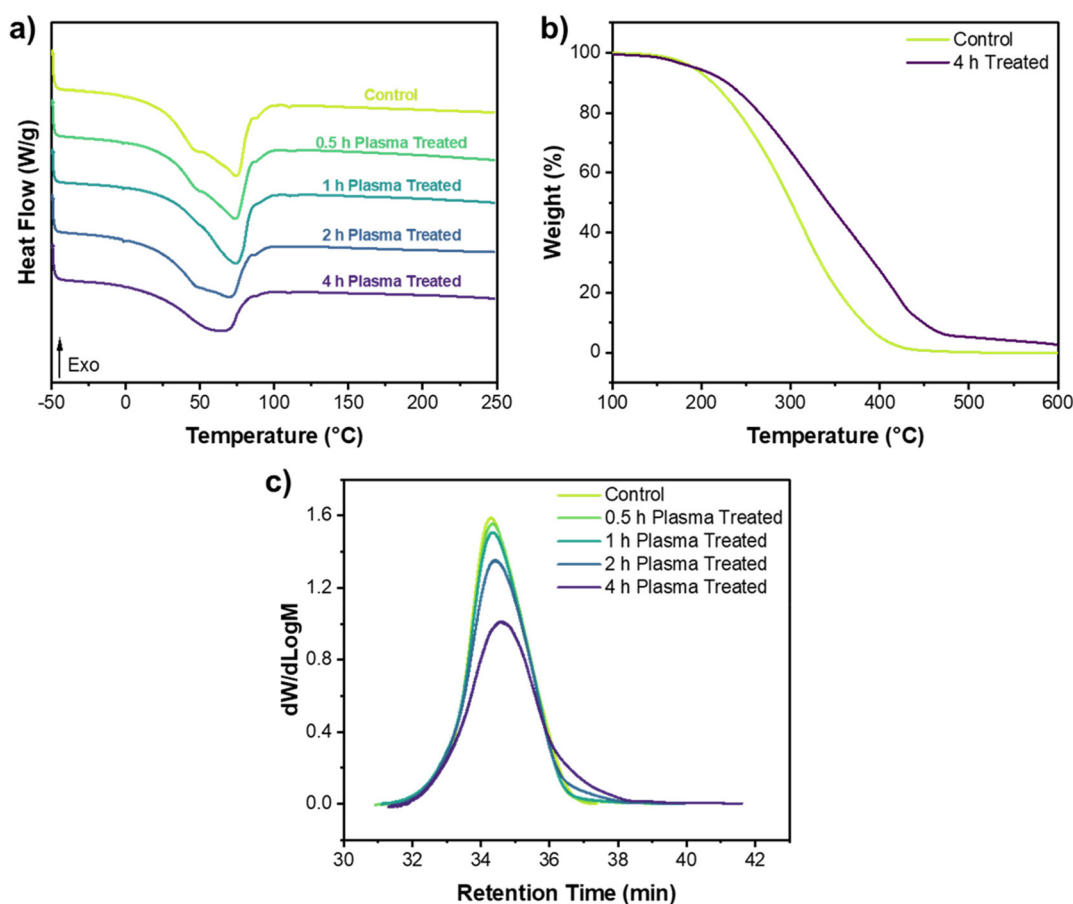 a)
Control
0.5 h Plasma Treated
1 h Plasma Treated
2 h Plasma Treated
4 h Plasma Treated
Exo
Heat Flow (W/g)
-50 0 50 100 150 200 250
Temperature (°C)
b)
Control
4 h Treated
100
80
60
40
20
0
Weight (%)
100 200 300 400 500 600
Temperature (°C)
c)
Control
0.5 h Plasma Treated
1 h Plasma Treated
2 h Plasma Treated
4 h Plasma Treated
1.6
1.2
0.8
0.4
0.0
dW/dLogM
30 32 34 36 38 40 42
Retention Time (min)